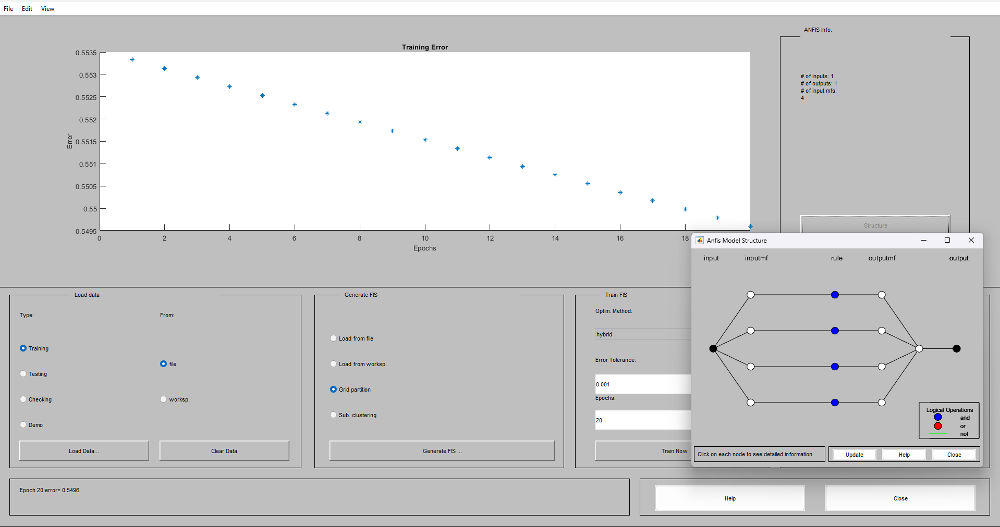 File Edit View
ANFIS Info.
Training Error
0.5535
0.553
0.5525
0.552
0.5515
0.551
0.5505
0.55
0.5495
Error
0 2 4 6 8 10 12 14 16 18
Epochs
# of inputs: 1
# of outputs: 1
# of input mfs:
4
Structure
Anfis Model Structure
input inputmf rule outputmf output
Logical Operations
and
or
not
Click on each node to see detailed information
Update Help Close
Load data
Type: From:
Training
file
Testing
Checking
worksp.
Demo
Load Data... Clear Data
Generate FIS
Load from file
Load from worksp.
Grid partition
Sub. clustering
Generate FIS ...
Train FIS
Optim. Method:
hybrid
Error Tolerance:
0.001
Epochs:
20
Train Now
Epoch 20:error= 0.5496
Help Close